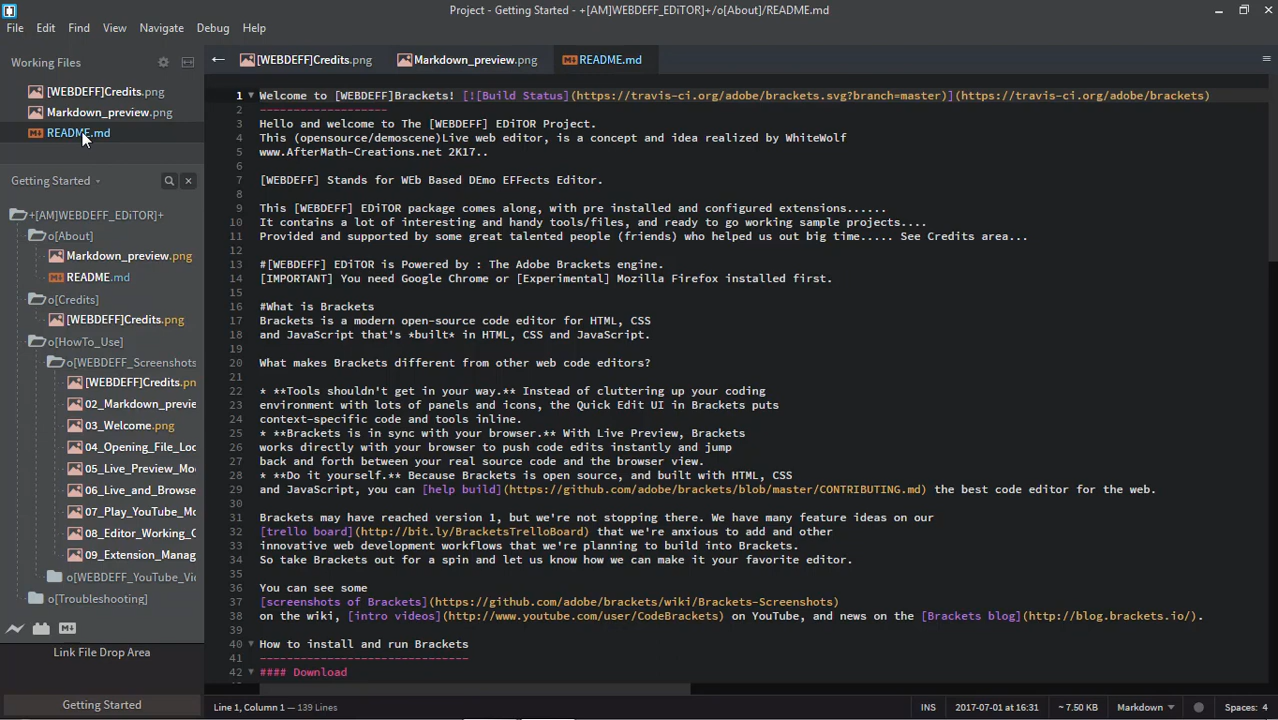 Project - Getting Started - +[AM]WEBDEFF_EDiTOR]+/o[About]/README.md
File Edit Find View Navigate Debug Help
Working Files
[WEBDEFF]Credits.png
Markdown_preview.png
README.md
Getting Started
+[AM]WEBDEFF_EDiTOR]+
o[About]
Markdown_preview.png
README.md
o[Credits]
[WEBDEFF]Credits.png
o[HowTo_Use]
o[WEBDEFF_Screenshots
[WEBDEFF]Credits.pn
02_Markdown_previe
03_Welcome.png
04_Opening_File_Loc
05_Live_Preview_Mo
06_Live_and_Browse
07_Play_YouTube_Mo
08_Editor_Working_C
09_Extension_Manag
o[WEBDEFF_YouTube_Vi
o[Troubleshooting]
Link File Drop Area
Getting Started
[WEBDEFF]Credits.png Markdown_preview.png README.md
1 Welcome to [WEBDEFF]Brackets! [![Build Status](https://travis-ci.org/adobe/brackets.svg?branch=master)](https://travis-ci.org/adobe/brackets)
2 -------------------
3 Hello and welcome to The [WEBDEFF] EDiTOR Project.
4 This (opensource/demoscene)Live web editor, is a concept and idea realized by WhiteWolf
5 www.AfterMath-Creations.net 2K17..
6
7 [WEBDEFF] Stands for WEb Based DEmo EFFects Editor.
8
9 This [WEBDEFF] EDiTOR package comes along, with pre installed and configured extensions......
10 It contains a lot of interesting and handy tools/files, and ready to go working sample projects....
11 Provided and supported by some great talented people (friends) who helped us out big time..... See Credits area...
12
13 #[WEBDEFF] EDiTOR is Powered by : The Adobe Brackets engine.
14 [IMPORTANT] You need Google Chrome or [Experimental] Mozilla Firefox installed first.
15
16 #What is Brackets
17 Brackets is a modern open-source code editor for HTML, CSS
18 and JavaScript that's *built* in HTML, CSS and JavaScript.
19
20 What makes Brackets different from other web code editors?
21
22 * **Tools shouldn't get in your way.** Instead of cluttering up your coding
23 environment with lots of panels and icons, the Quick Edit UI in Brackets puts
24 context-specific code and tools inline.
25 * **Brackets is in sync with your browser.** With Live Preview, Brackets
26 works directly with your browser to push code edits instantly and jump
27 back and forth between your real source code and the browser view.
28 * **Do it yourself.** Because Brackets is open source, and built with HTML, CSS
29 and JavaScript, you can [help build](https://github.com/adobe/brackets/blob/master/CONTRIBUTING.md) the best code editor for the web.
30
31 Brackets may have reached version 1, but we're not stopping there. We have many feature ideas on our
32 [trello board](http://bit.ly/BracketsTrelloBoard) that we're anxious to add and other
33 innovative web development workflows that we're planning to build into Brackets.
34 So take Brackets out for a spin and let us know how we can make it your favorite editor.
35
36 You can see some
37 [screenshots of Brackets](https://github.com/adobe/brackets/wiki/Brackets-Screenshots)
38 on the wiki, [intro videos](http://www.youtube.com/user/CodeBrackets) on YouTube, and news on the [Brackets blog](http://blog.brackets.io/).
39
40 How to install and run Brackets
41 -------------------------------
42 #### Download
Line 1, Column 1 — 139 Lines
INS 2017-07-01 at 16:31 ~ 7.50 KB Markdown Spaces: 4